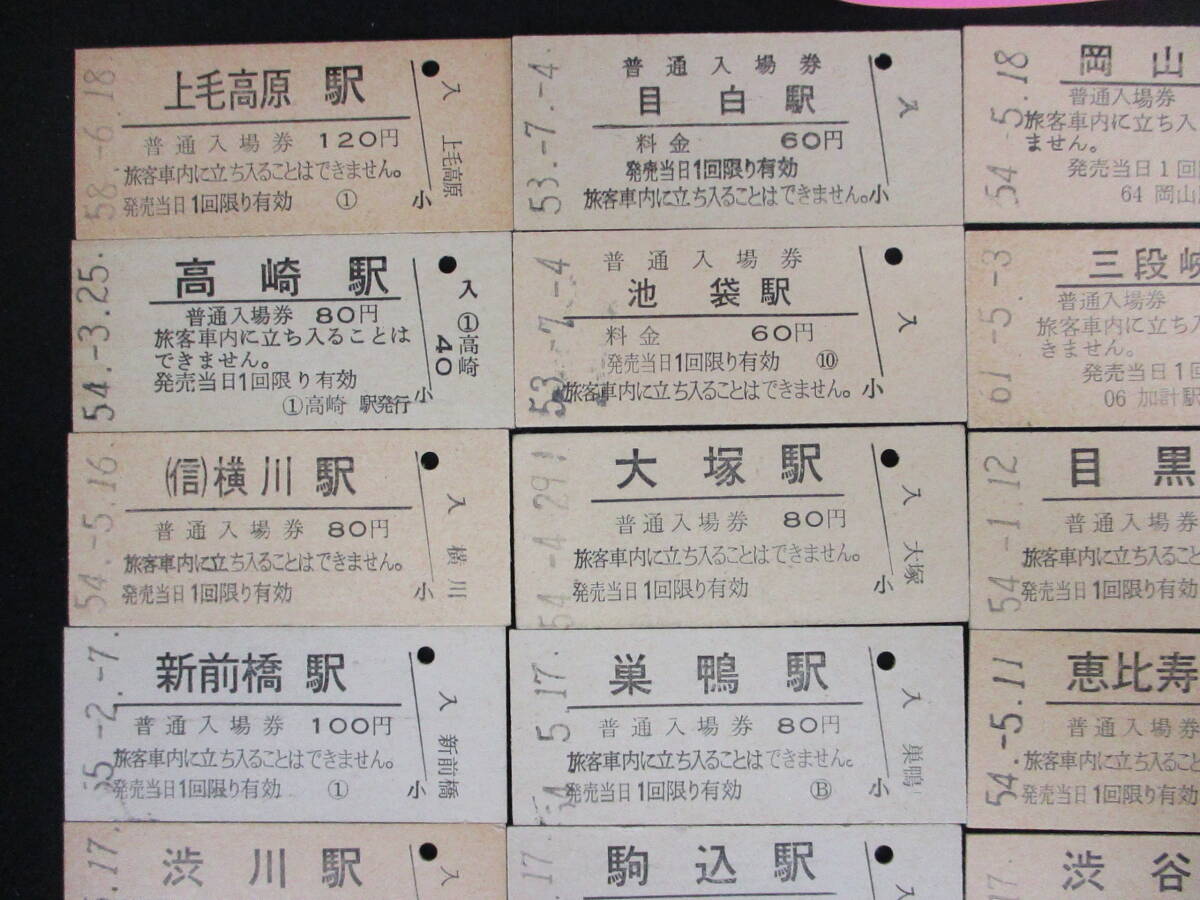 58.-6.18
上毛高原 駅
普通入場券 120円
旅客車内に立ち入ることはできません。
発売当日1回限り有効 ① 小
入 上毛高原
53.-7.-4
普通入場券
目白駅
料金 60円
発売当日1回限り有効
旅客車内に立ち入ることはできません。小
入
54.-5.18
岡山
普通入場券
旅客車内に立ち入
ません。
発売当日1回
64 岡山
54.-3.25.
高崎駅
普通入場券 80円
旅客車内に立ち入ることは
できません。
発売当日1回限り有効
①高崎 駅発行 小
入 ①高崎
40
53.-7.-4
普通入場券
池袋駅
料金 60円
発売当日1回限り有効 ⑩
旅客車内に立ち入ることはできません。小
入
61.-5.-3
三段峡
普通入場券
旅客車内に立ち入
きません。
発売当日1回
06 加計駅
54.-5.16.
(信)横川駅
普通入場券 80円
旅客車内に立ち入ることはできません。
発売当日1回限り有効 小
入 横川
54.-4.29
大塚駅
普通入場券 80円
旅客車内に立ち入ることはできません。
発売当日1回限り有効 小
入 大塚
54.-1.12
目黒
普通入場券
旅客車内に立ち入ることは
発売当日1回限り有効
55.-2.-7.
新前橋駅
普通入場券 100円
旅客車内に立ち入ることはできません。
発売当日1回限り有効 ① 小
入 新前橋
54. 5.17.
巣鴨駅
普通入場券 80円
旅客車内に立ち入ることはできません。
発売当日1回限り有効 Ⓑ 小
入 巣鴨
54.-5.11
恵比寿
普通入場券
旅客車内に立ち入ることは
発売当日1回限り有効
.17.
渋川駅
入
17.
駒込駅
入
渋谷